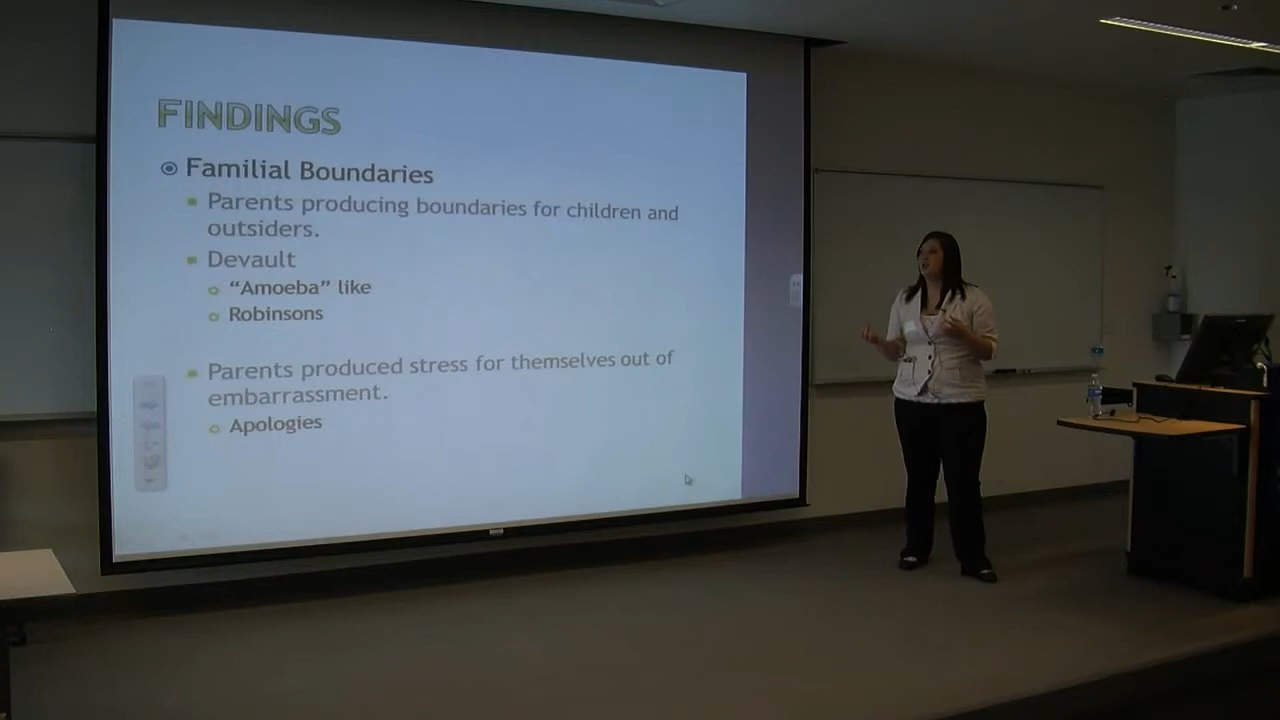 FINDINGS
Familial Boundaries
Parents producing boundaries for children and
outsiders.
Devault
“Amoeba” like
Robinsons
Parents produced stress for themselves out of
embarrassment.
Apologies